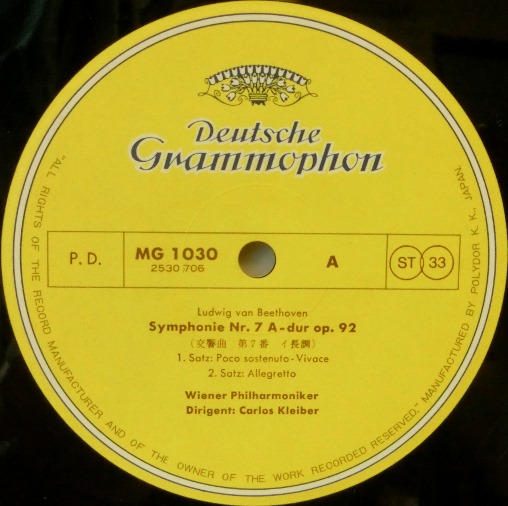 Deutsche
Grammophon
P.D.
MG 1030
2530 706
A
ST 33
Ludwig van Beethoven
Symphonie Nr. 7 A-dur op. 92
(交響曲 第7番 イ長調)
1. Satz: Poco sostenuto-Vivace
2. Satz: Allegretto
Wiener Philharmoniker
Dirigent: Carlos Kleiber
"ALL RIGHTS OF THE RECORD MANUFACTURER AND OF THE OWNER OF THE WORK RECORDED RESERVED." MANUFACTURED BY POLYDOR K. K., JAPAN.